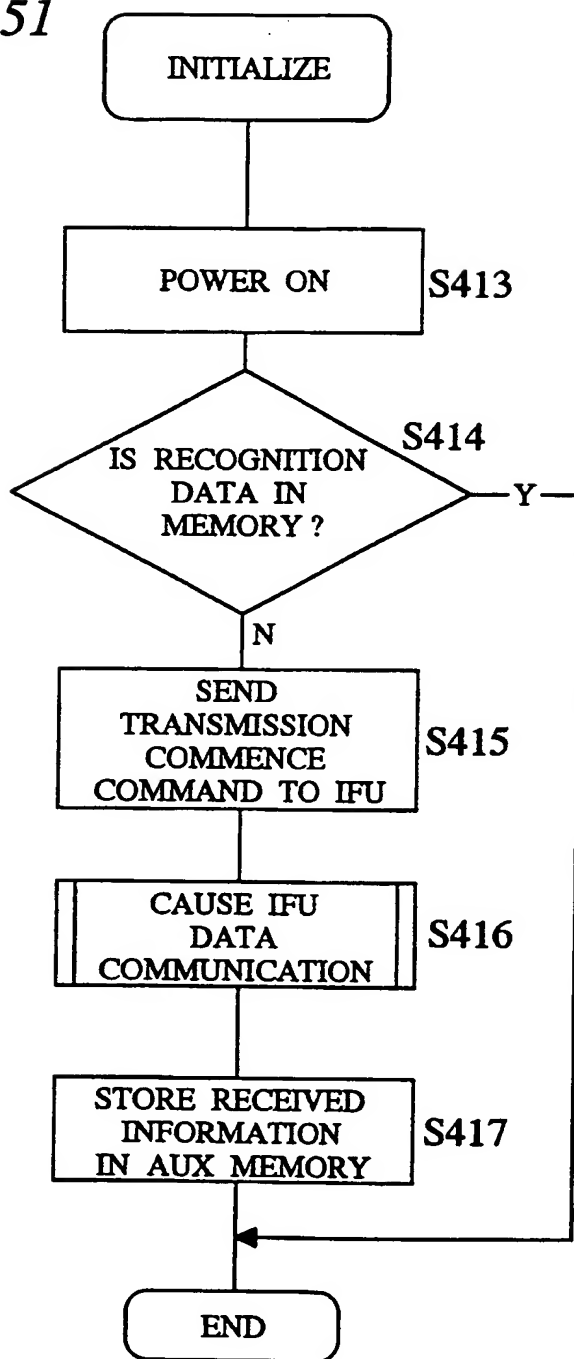 51
INITIALIZE
POWER ON
S413
S414
IS RECOGNITION
DATA IN
MEMORY ?
Y
N
SEND
TRANSMISSION
COMMENCE
COMMAND TO IFU
S415
CAUSE IFU
DATA
COMMUNICATION
S416
STORE RECEIVED
INFORMATION
IN AUX MEMORY
S417
END